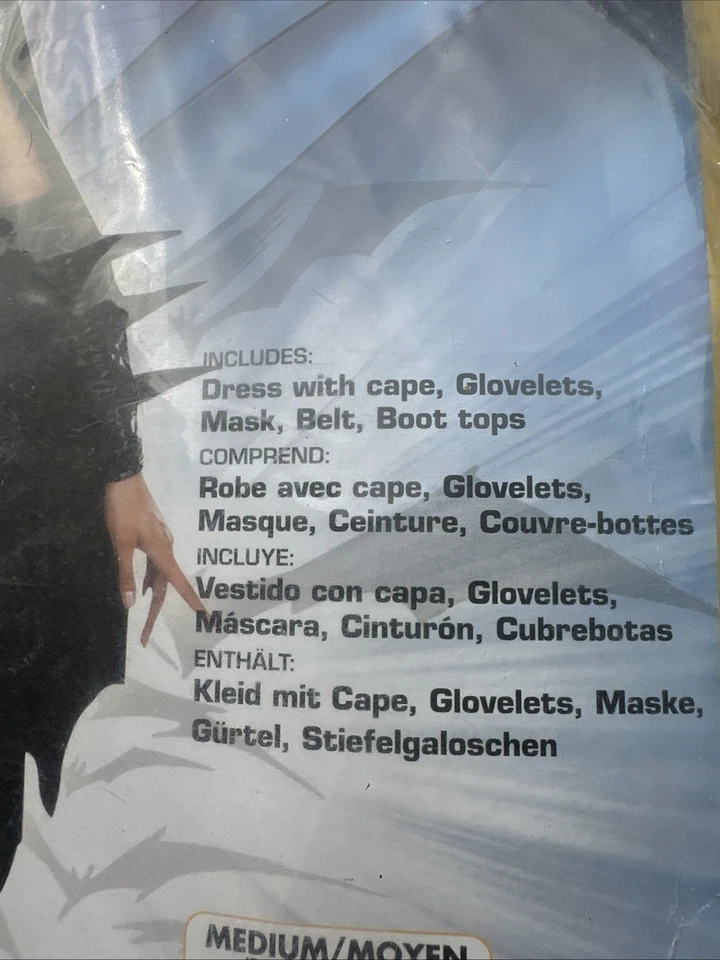 INCLUDES:
Dress with cape, Glovelets,
Mask, Belt, Boot tops
COMPREND:
Robe avec cape, Glovelets,
Masque, Ceinture, Couvre-bottes
INCLUYE:
Vestido con capa, Glovelets,
Máscara, Cinturón, Cubrebotas
ENTHÄLT:
Kleid mit Cape, Glovelets, Maske,
Gürtel, Stiefelgaloschen
MEDIUM/MOYEN